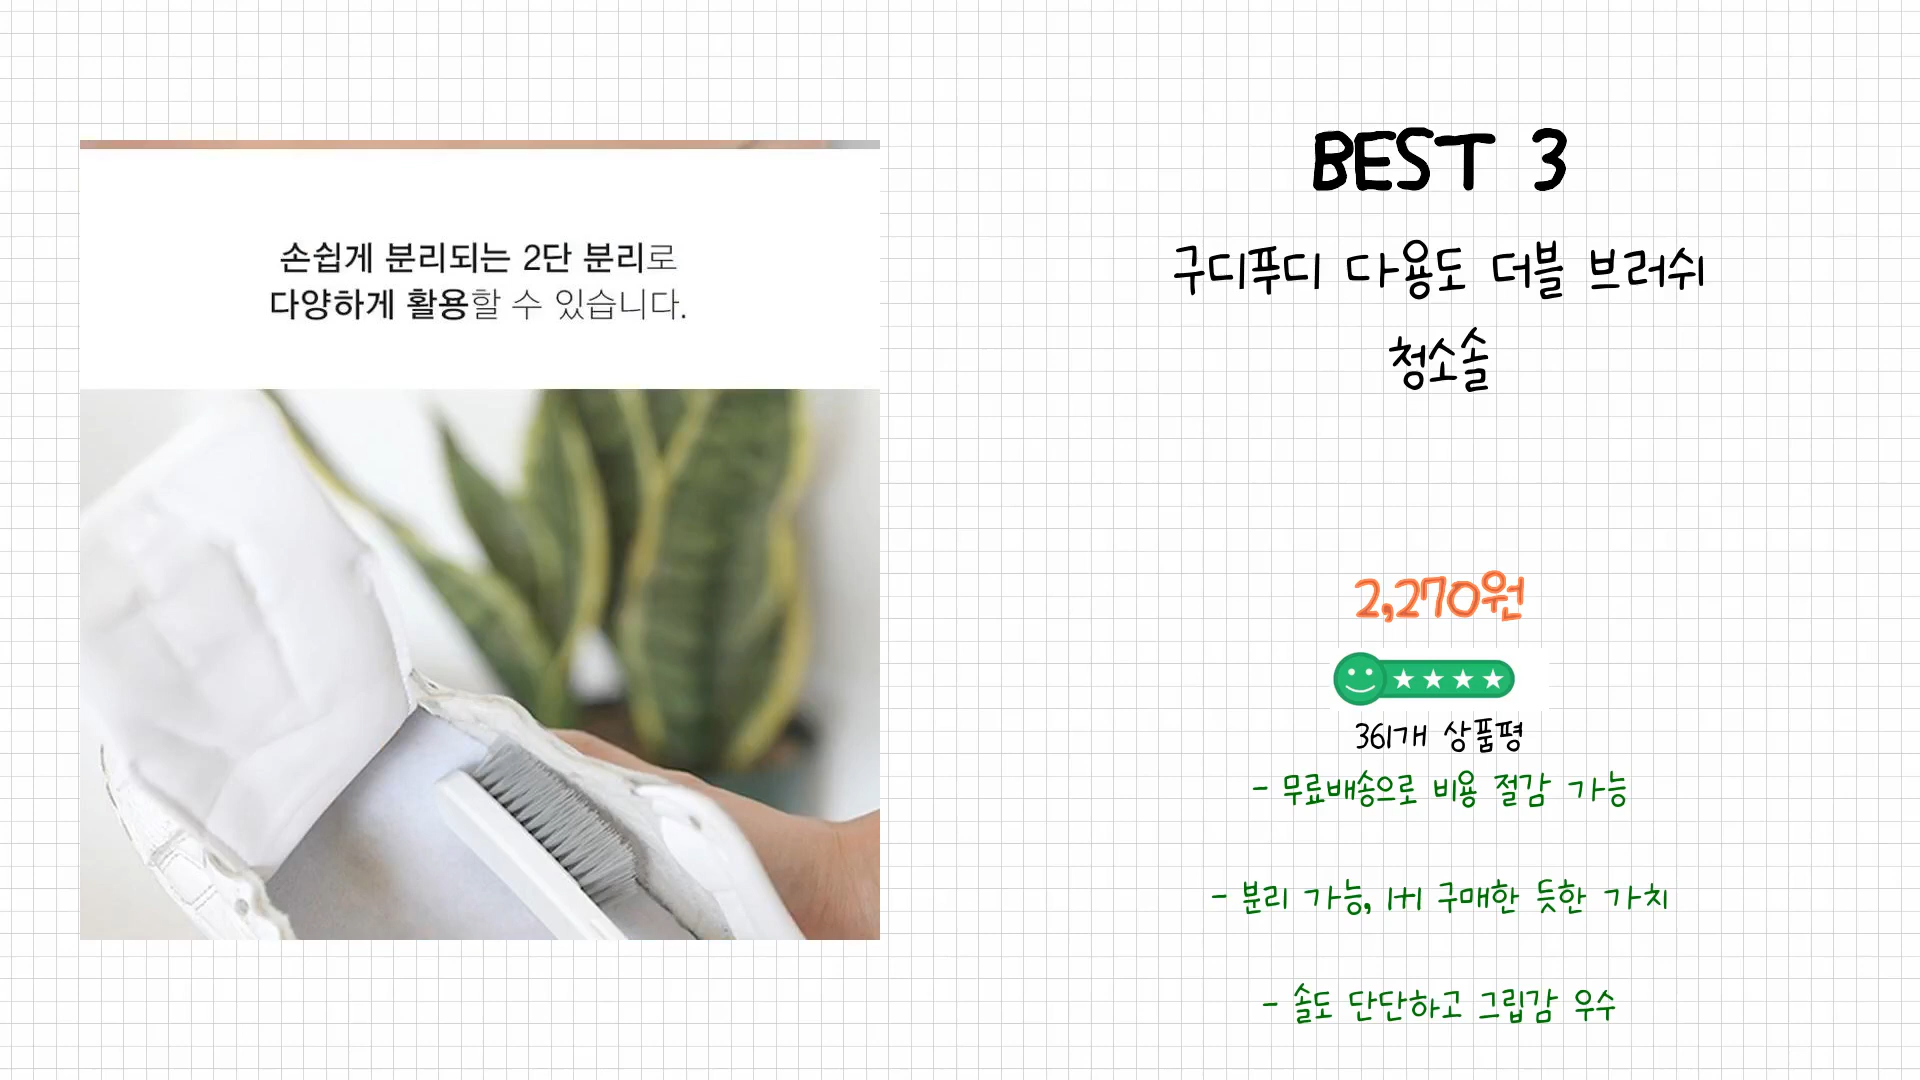 손쉽게 분리되는 2단 분리로
다양하게 활용할 수 있습니다.
BEST 3
구디푸디 다용도 더블 브러쉬
청소솔
2,270원
361개 상품평
- 무료배송으로 비용 절감 가능
- 분리 가능, 1+1 구매한 듯한 가치
- 솔도 단단하고 그립감 우수